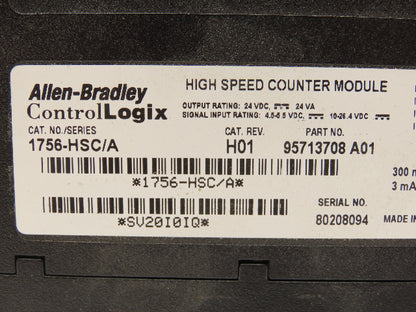 Allen-Bradley
ControlLogix
HIGH SPEED COUNTER MODULE
OUTPUT RATING: 24 VDC, 24 VA
SIGNAL INPUT RATING: 4.5-5.5 VDC, 10-26.4 VDC
CAT. NO./SERIES
CAT. REV.
PART NO.
1756-HSC/A
H01
95713708 A01
*1756-HSC/A*
300 m
3 mA
SERIAL NO.
80208094
*SV20I0IQ*
MADE IN